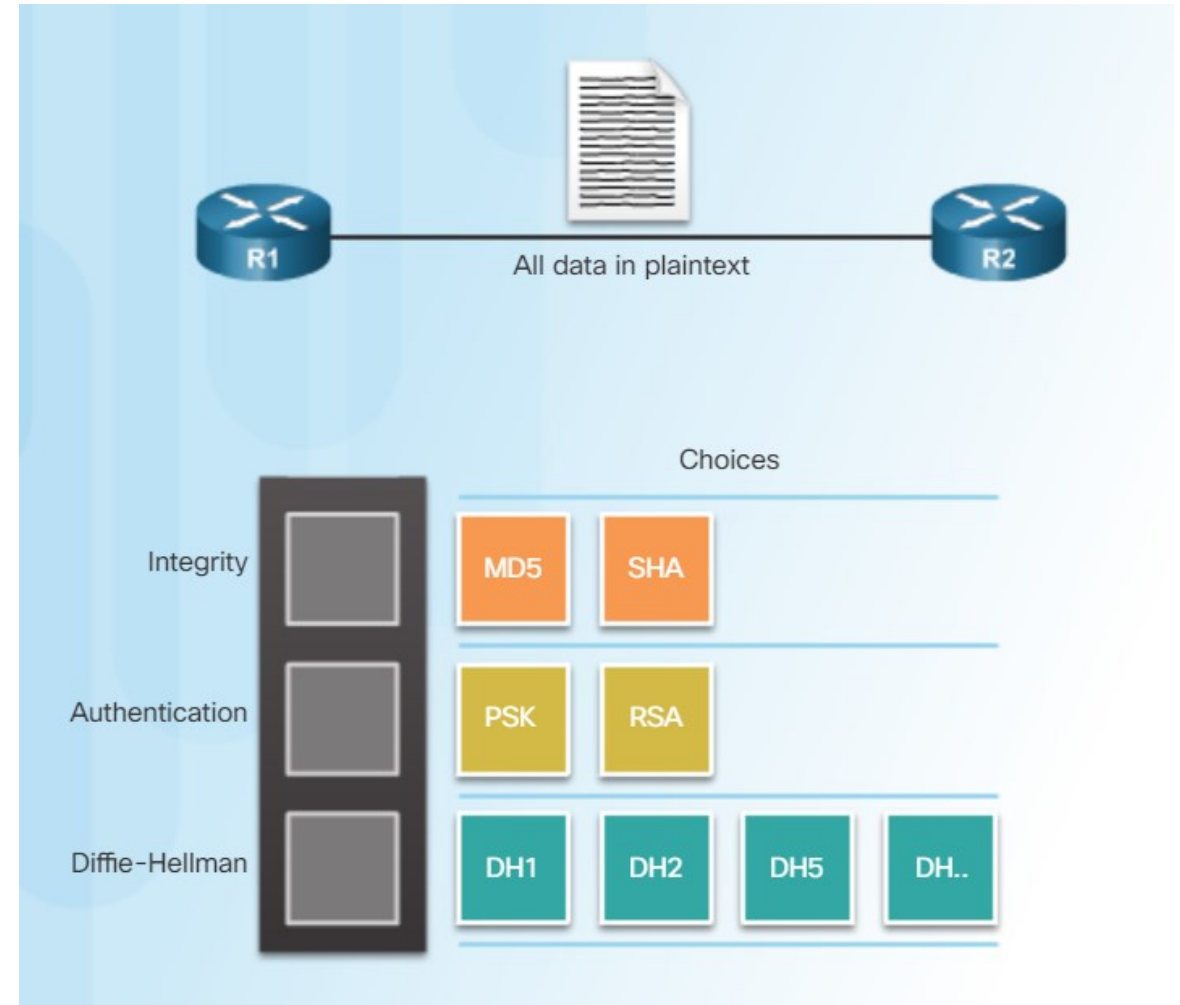 R1
R2
All data in plaintext
Choices
Integrity
MD5 SHA
Authentication
PSK RSA
Diffie-Hellman
DH1 DH2 DH5 DH..